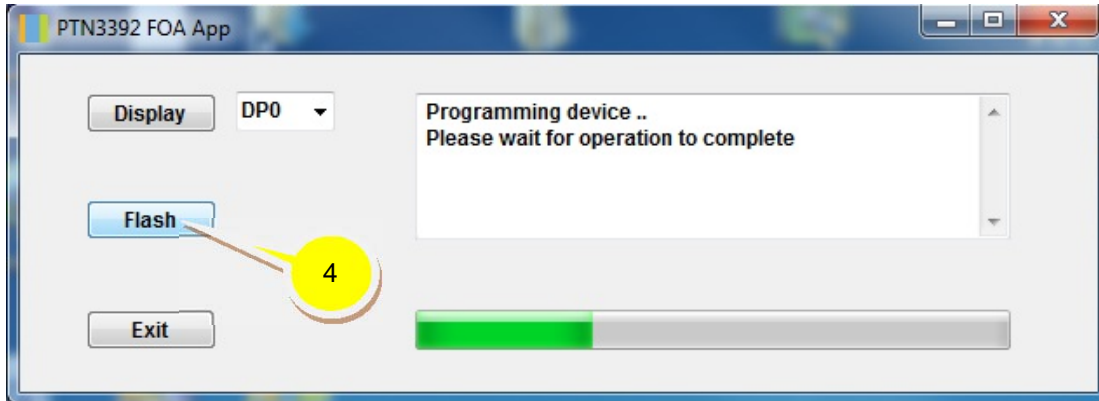 PTN3392 FOA App
Display
DP0
Programming device ..
Please wait for operation to complete
Flash
4
Exit